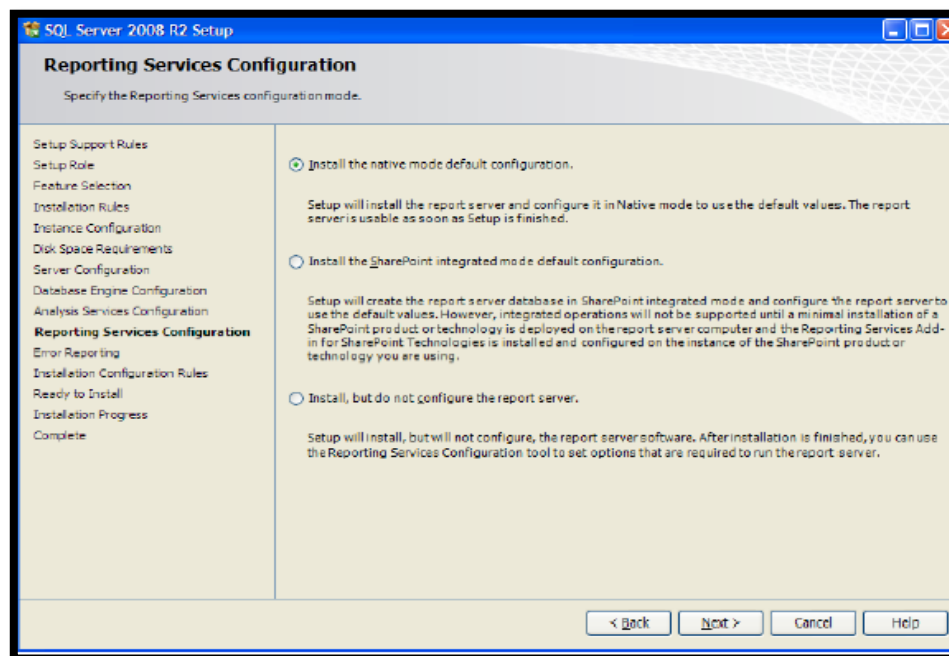 SQL Server 2008 R2 Setup
Reporting Services Configuration
Specify the Reporting Services configuration mode.
Setup Support Rules
Setup Role
Feature Selection
Installation Rules
Instance Configuration
Disk Space Requirements
Server Configuration
Database Engine Configuration
Analysis Services Configuration
Reporting Services Configuration
Error Reporting
Installation Configuration Rules
Ready to Install
Installation Progress
Complete
Install the native mode default configuration.
Setup will install the report server and configure it in Native mode to use the default values. The report
server is usable as soon as Setup is finished.
Install the SharePoint integrated mode default configuration.
Setup will create the report server database in SharePoint integrated mode and configure the report server to
use the default values. However, integrated operations will not be supported until a minimal installation of a
SharePoint product or technology is deployed on the report server computer and the Reporting Services Add-
in for SharePoint Technologies is installed and configured on the instance of the SharePoint product or
technology you are using.
Install, but do not configure the report server.
Setup will install, but will not configure, the report server software. After installation is finished, you can use
the Reporting Services Configuration tool to set options that are required to run the report server.
< Back
Next >
Cancel
Help